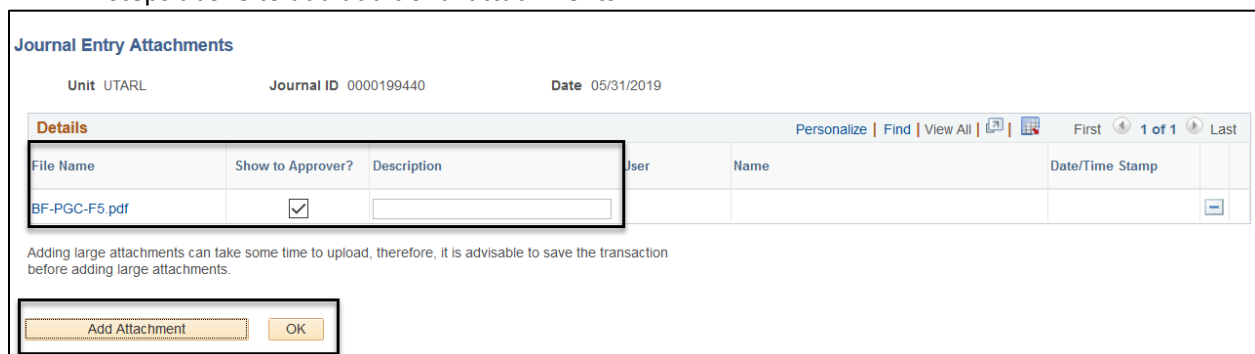 Journal Entry Attachments
Unit UTARL Journal ID 0000199440 Date 05/31/2019
Details Personalize | Find | View All | | First 1 of 1 Last
File Name Show to Approver? Description User Name Date/Time Stamp
BF-PGC-F5.pdf
Adding large attachments can take some time to upload, therefore, it is advisable to save the transaction
before adding large attachments.
Add Attachment OK